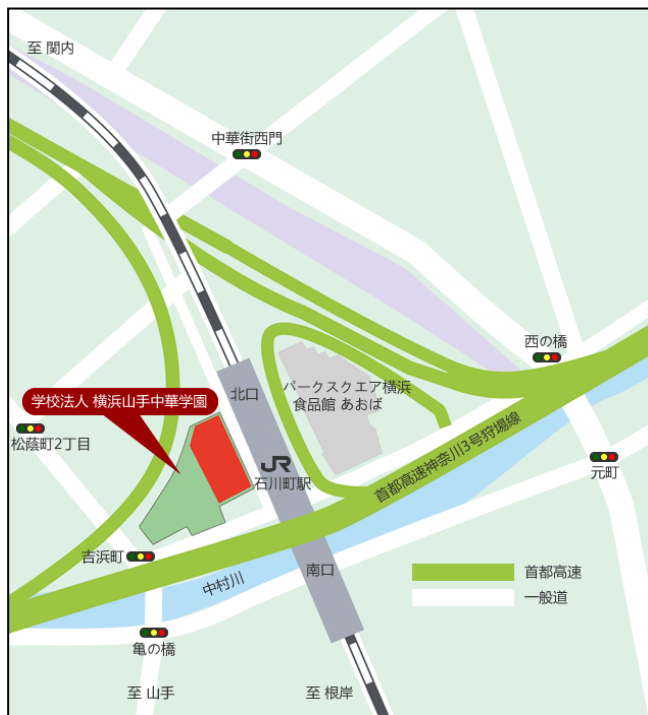 至 関内
中華街西門
西の橋
北口
パークスクエア横浜
食品館 あおば
学校法人 横浜山手中華学園
松蔭町2丁目
JR
石川町駅
首都高速神奈川3号狩場線
元町
吉浜町
中村川
南口
首都高速
一般道
亀の橋
至 山手
至 根岸